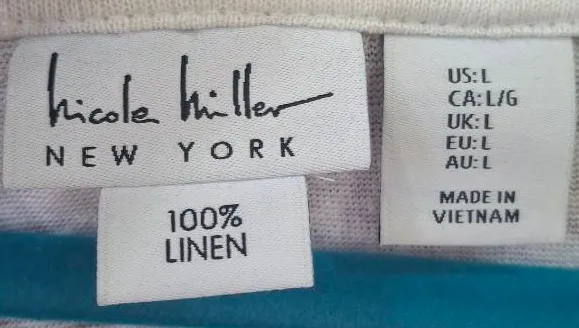 Nicole Miller
NEW YORK
100%
LINEN
US: L
CA: L/G
UK: L
EU: L
AU: L
MADE IN
VIETNAM